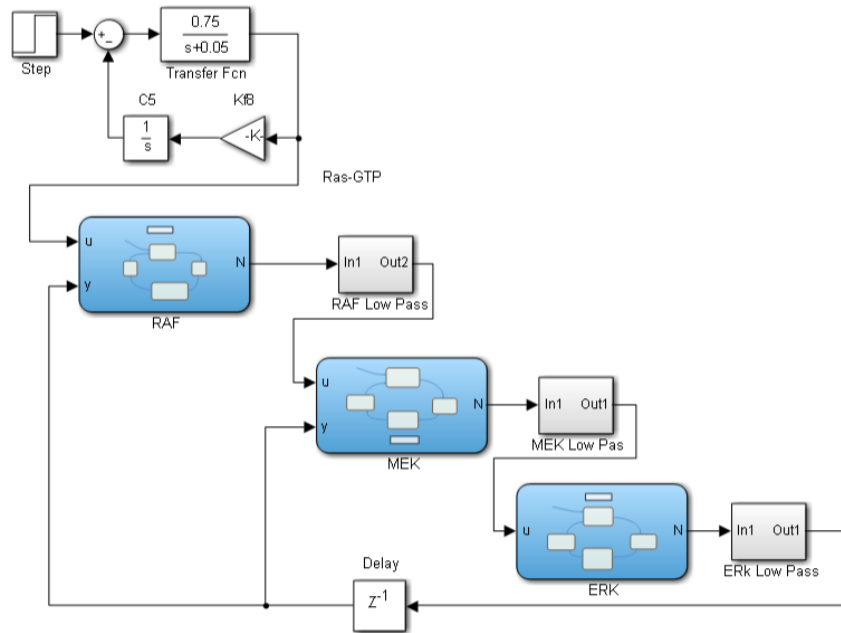 0.75
s+0.05
+
−
Step
Transfer Fcn
C5
Kf8
1
s
-K-
Ras-GTP
u
y
N
RAF
In1
Out2
RAF Low Pass
u
y
N
MEK
In1
Out1
MEK Low Pas
u
N
ERK
In1
Out1
ERk Low Pass
Delay
Z-1